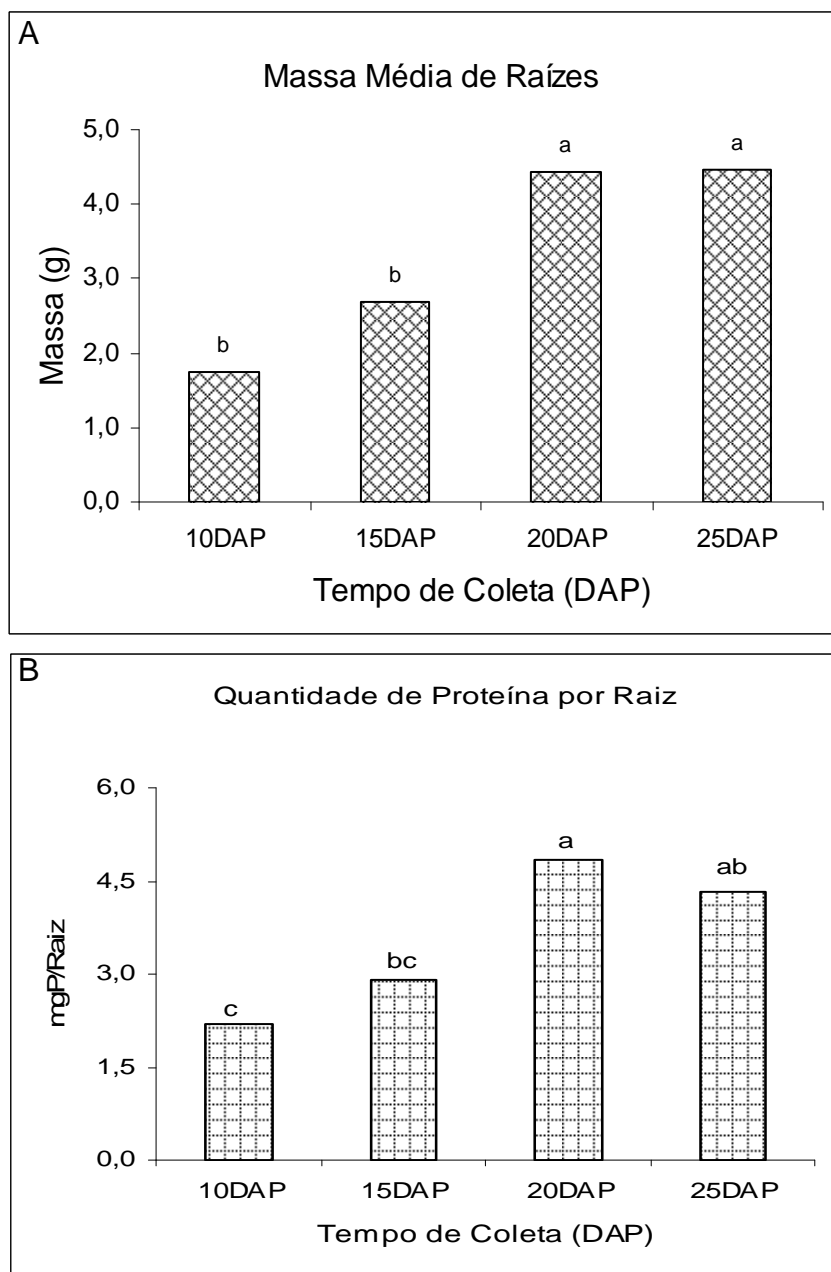 A
Massa Média de Raízes
5,0
4,0
3,0
2,0
1,0
0,0
Massa (g)
b
b
a
a
10DAP 15DAP 20DAP 25DAP
Tempo de Coleta (DAP)
B
Quantidade de Proteína por Raiz
6,0
4,5
3,0
1,5
0,0
mgP/Raiz
c
bc
a
ab
10DAP 15DAP 20DAP 25DAP
Tempo de Coleta (DAP)